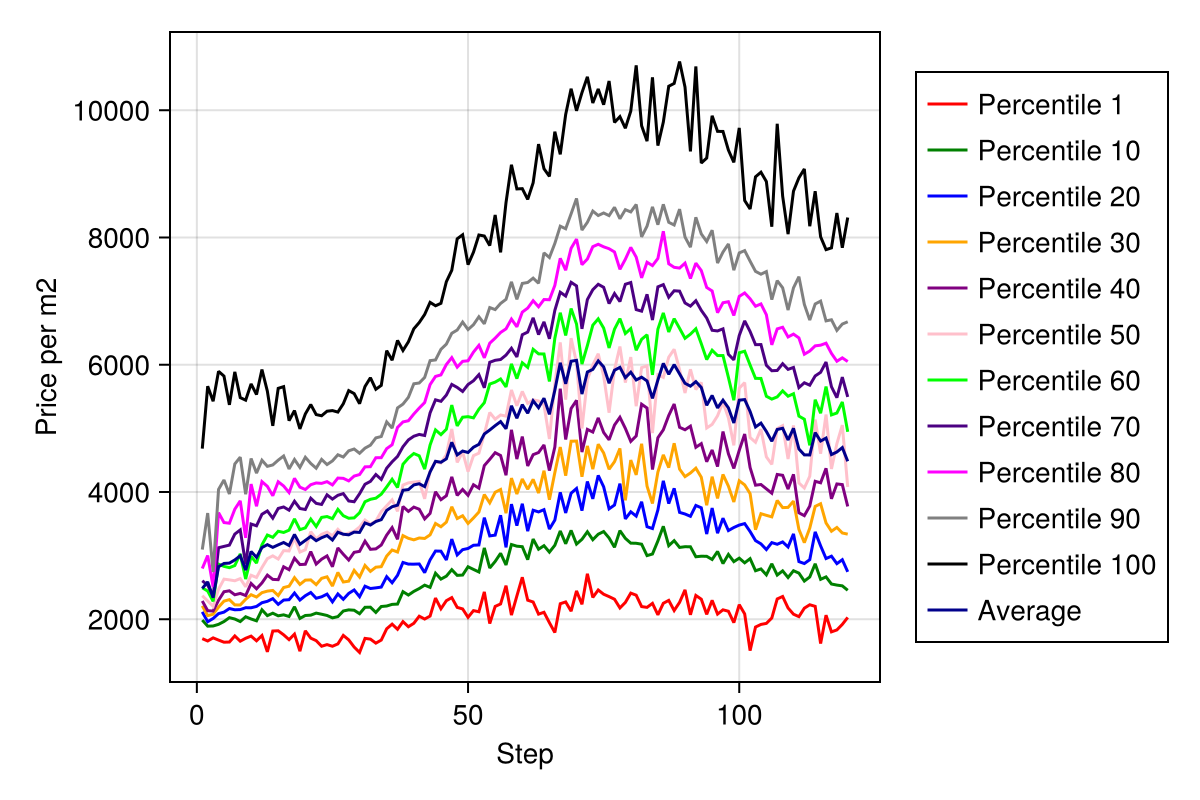 Price per m2
10000
8000
6000
4000
2000
0
50
100
Step
Percentile 1
Percentile 10
Percentile 20
Percentile 30
Percentile 40
Percentile 50
Percentile 60
Percentile 70
Percentile 80
Percentile 90
Percentile 100
Average